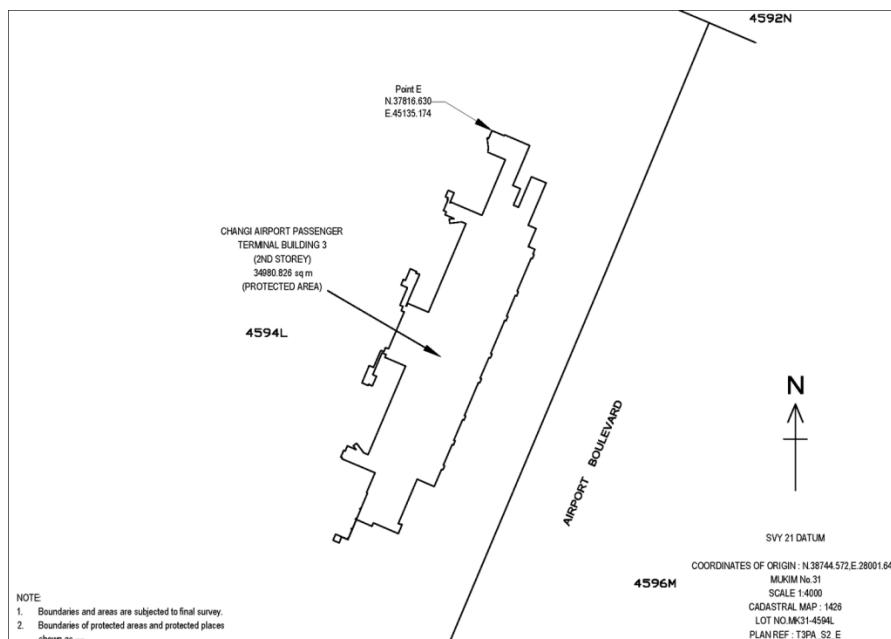 4592N
Point E
N.37816.630
E.45135.174
CHANGI AIRPORT PASSENGER
TERMINAL BUILDING 3
(2ND STOREY)
34980.826 sq m
(PROTECTED AREA)
4594L
N
AIRPORT BOULEVARD
SVY 21 DATUM
COORDINATES OF ORIGIN : N.38744.572,E.28001.64
4596M
MUKIM No.31
SCALE 1:4000
CADASTRAL MAP : 1426
LOT NO.MK31-4594L
PLAN REF : T3PA_S2_E
NOTE:
1. Boundaries and areas are subjected to final survey.
2. Boundaries of protected areas and protected places
shown as